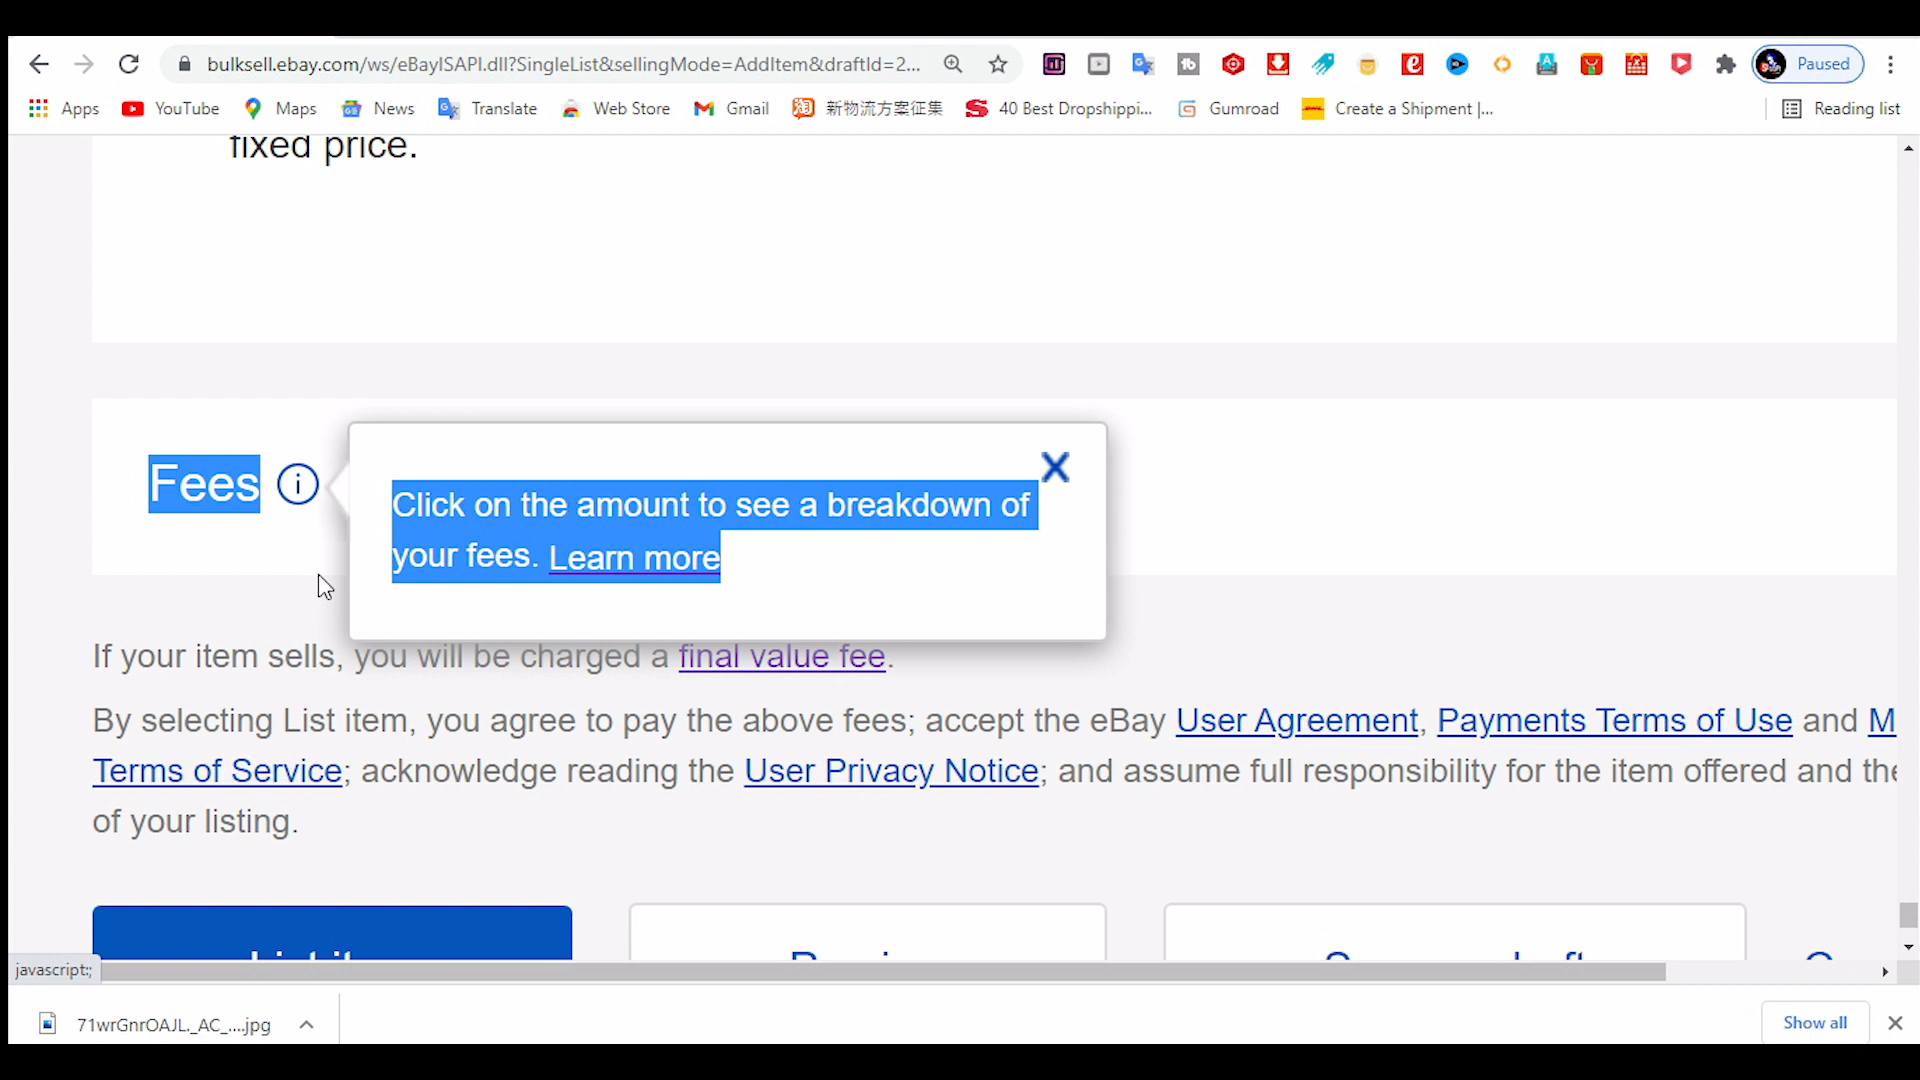 bulksell.ebay.com/ws/eBayISAPI.dll?SingleList&sellingMode=AddItem&draftId=2...
Paused
Apps YouTube Maps News Translate Web Store Gmail 新物流方案征集 40 Best Dropshippi... Gumroad Create a Shipment |... Reading list
fixed price.
Fees
Click on the amount to see a breakdown of
your fees. Learn more
If your item sells, you will be charged a final value fee.
By selecting List item, you agree to pay the above fees; accept the eBay User Agreement, Payments Terms of Use and M
Terms of Service; acknowledge reading the User Privacy Notice; and assume full responsibility for the item offered and the
of your listing.
javascript:;
71wrGnrOAJL._AC_....jpg
Show all